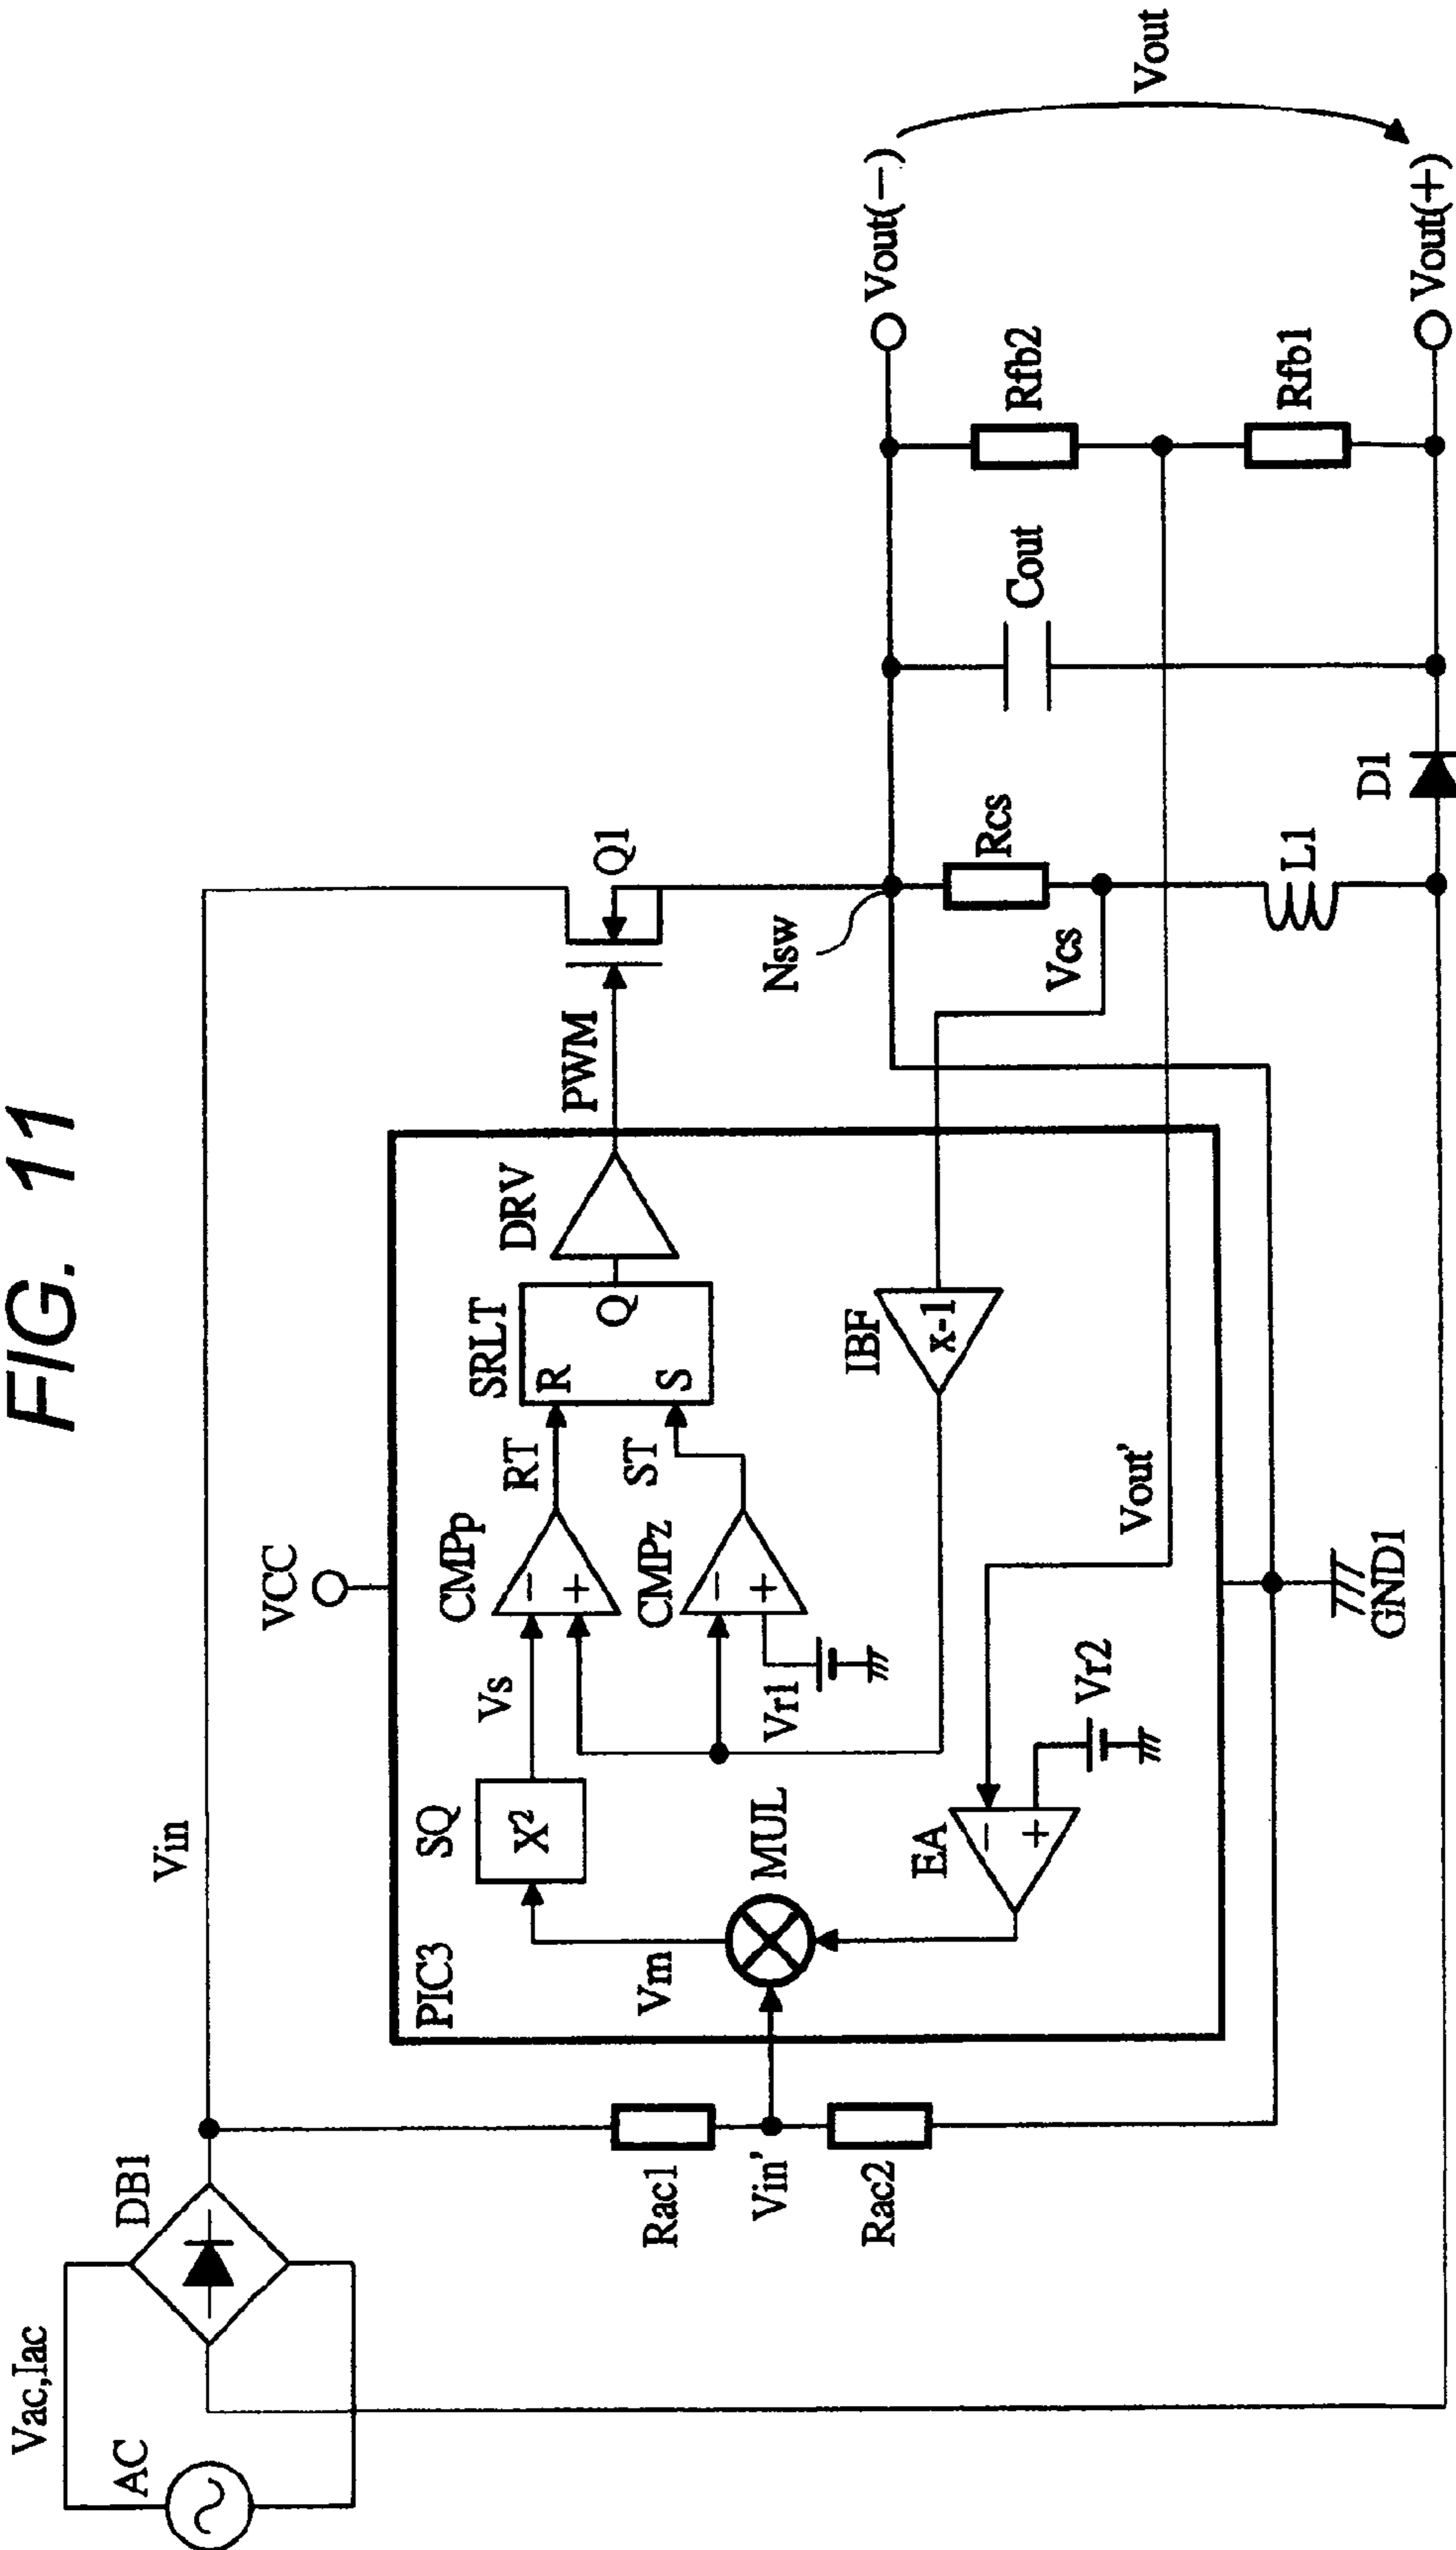 FIG. 11
Vac,Iac
AC
DB1
Vin
VCC
PIC3
SQ
X²
Vs
CMPp
−
+
RT
SRLT
R
S
Q
DRV
PWM
Q1
Vm
MUL
CMPz
−
+
ST
Vr1
Rac1
Vin'
Rac2
EA
−
+
Vr2
IBF
x-1
Vout'
GND1
Nsw
Vcs
Rcs
L1
D1
Cout
Rfb2
Rfb1
Vout(−)
Vout
Vout(+)